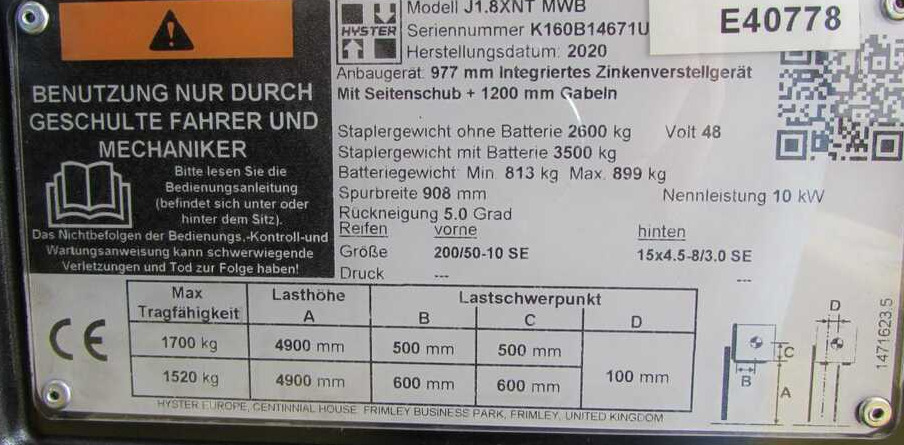 BENUTZUNG NUR DURCH
GESCHULTE FAHRER UND
MECHANIKER
Bitte lesen Sie die
Bedienungsanleitung
(befindet sich unter oder
hinter dem Sitz).
Das Nichtbefolgen der Bedienungs.-Kontroll-und
Wartungsanweisung kann schwerwiegende
Verletzungen und Tod zur Folge haben!
HYSTER
Modell J1.8XNT MWB
Seriennummer K160B14671U
E40778
Herstellungsdatum: 2020
Anbaugerät: 977 mm Integriertes Zinkenverstellgerät
Mit Seitenschub + 1200 mm Gabeln
Staplergewicht ohne Batterie 2600 kg Volt 48
Staplergewicht mit Batterie 3500 kg
Batteriegewicht Min. 813 kg Max. 899 kg
Spurbreite 908 mm Nennleistung 10 kW
Rückneigung 5.0 Grad
Reifen vorne hinten
Größe 200/50-10 SE 15x4.5-8/3.0 SE
Druck --- ---
Max Tragfähigkeit Lasthöhe A Lastschwerpunkt
B C D
1700 kg 4900 mm 500 mm 500 mm 100 mm
1520 kg 4900 mm 600 mm 600 mm
CE
D
C
B
A
1471623.5
HYSTER EUROPE, CENTINNIAL HOUSE FRIMLEY BUSINESS PARK, FRIMLEY, UNITED KINGDOM